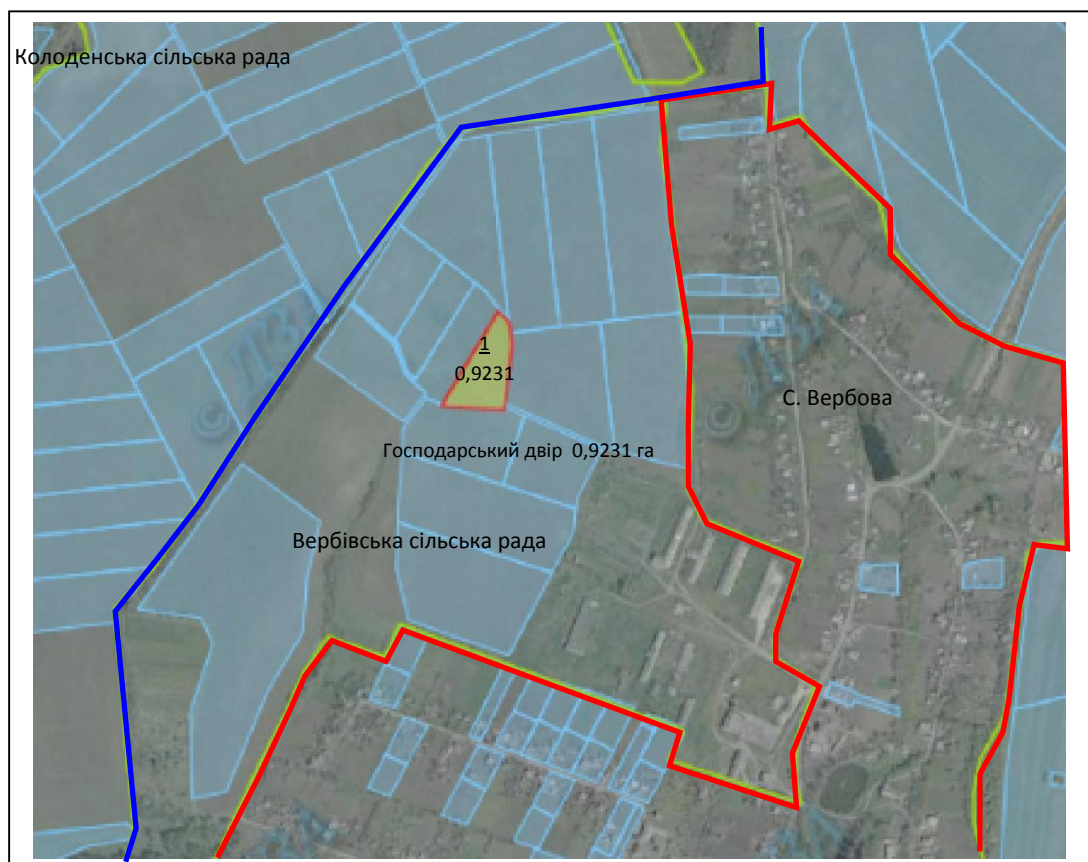 Колоденська сільська рада
1
0,9231
С. Вербова
Господарський двір 0,9231 га
Вербівська сільська рада